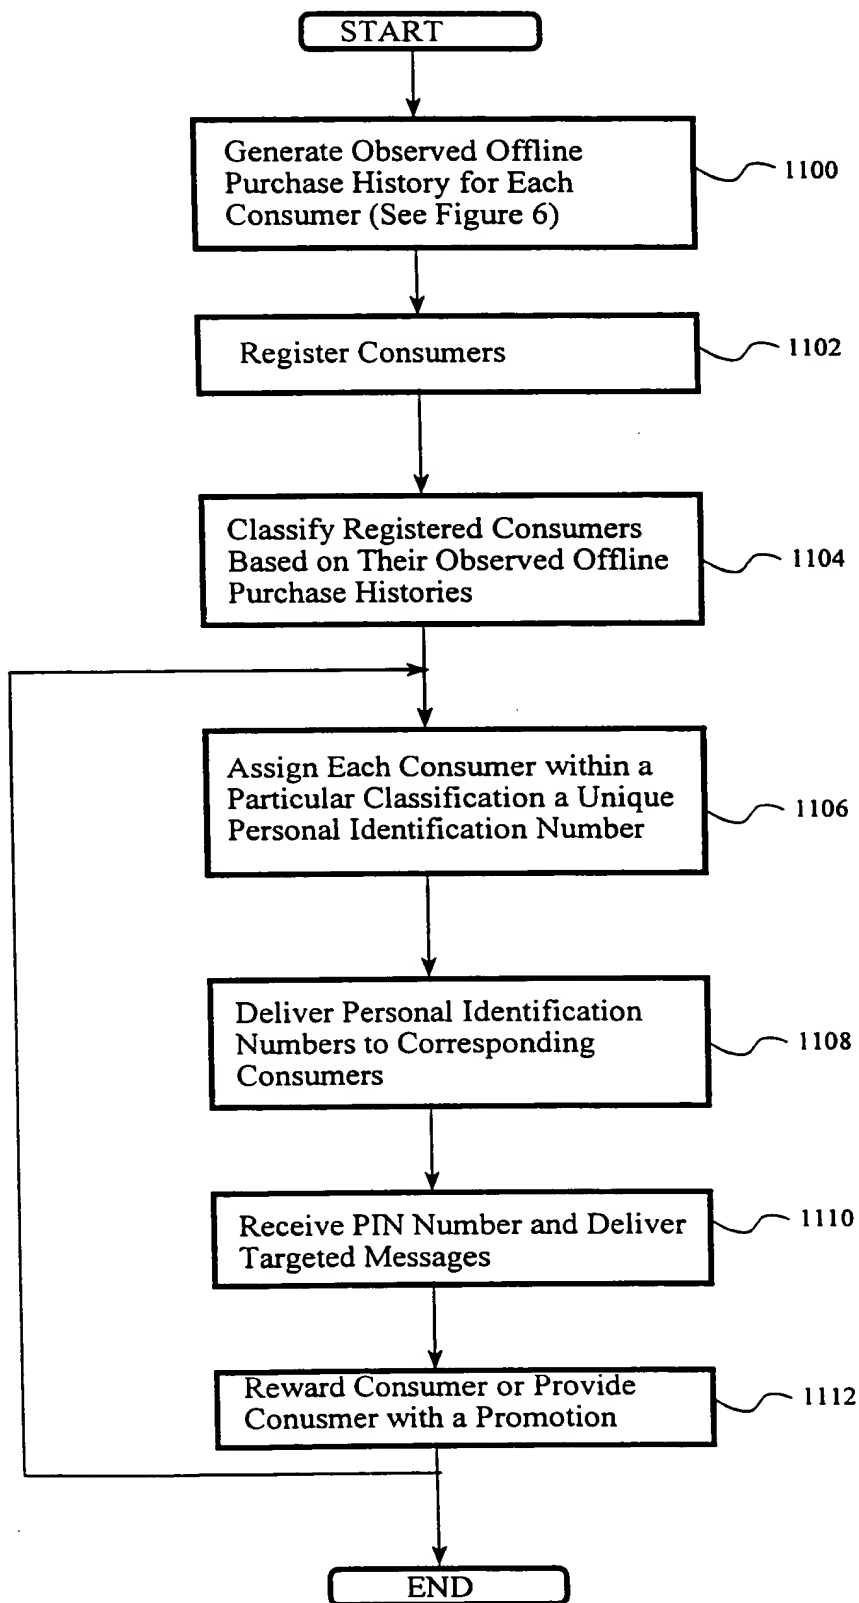 START
Generate Observed Offline
Purchase History for Each
Consumer (See Figure 6)
1100
Register Consumers
1102
Classify Registered Consumers
Based on Their Observed Offline
Purchase Histories
1104
Assign Each Consumer within a
Particular Classification a Unique
Personal Identification Number
1106
Deliver Personal Identification
Numbers to Corresponding
Consumers
1108
Receive PIN Number and Deliver
Targeted Messages
1110
Reward Consumer or Provide
Conusmer with a Promotion
1112
END